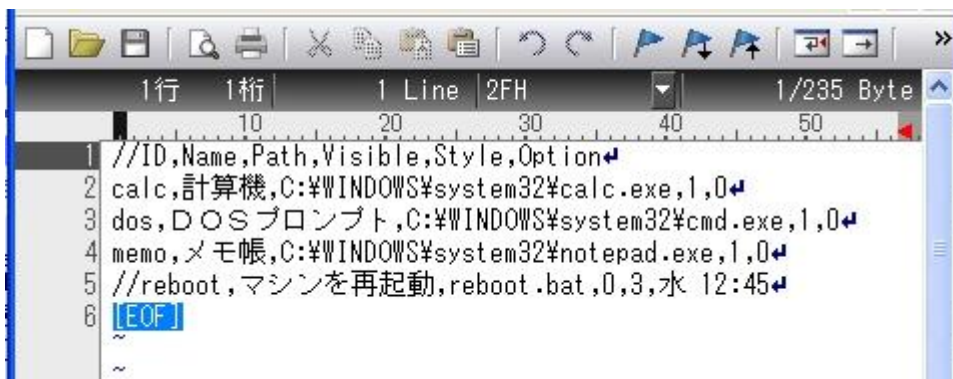 1行 1桁 1 Line 2FH 1/235 Byte
10 20 30 40 50
1 //ID,Name,Path,Visible,Style,Option↵
2 calc,計算機,C:¥WINDOWS¥system32¥calc.exe,1,0↵
3 dos,DOSプロンプト,C:¥WINDOWS¥system32¥cmd.exe,1,0↵
4 memo,メモ帳,C:¥WINDOWS¥system32¥notepad.exe,1,0↵
5 //reboot,マシンを再起動,reboot.bat,0,3,水 12:45↵
6 [EOF]
~
~